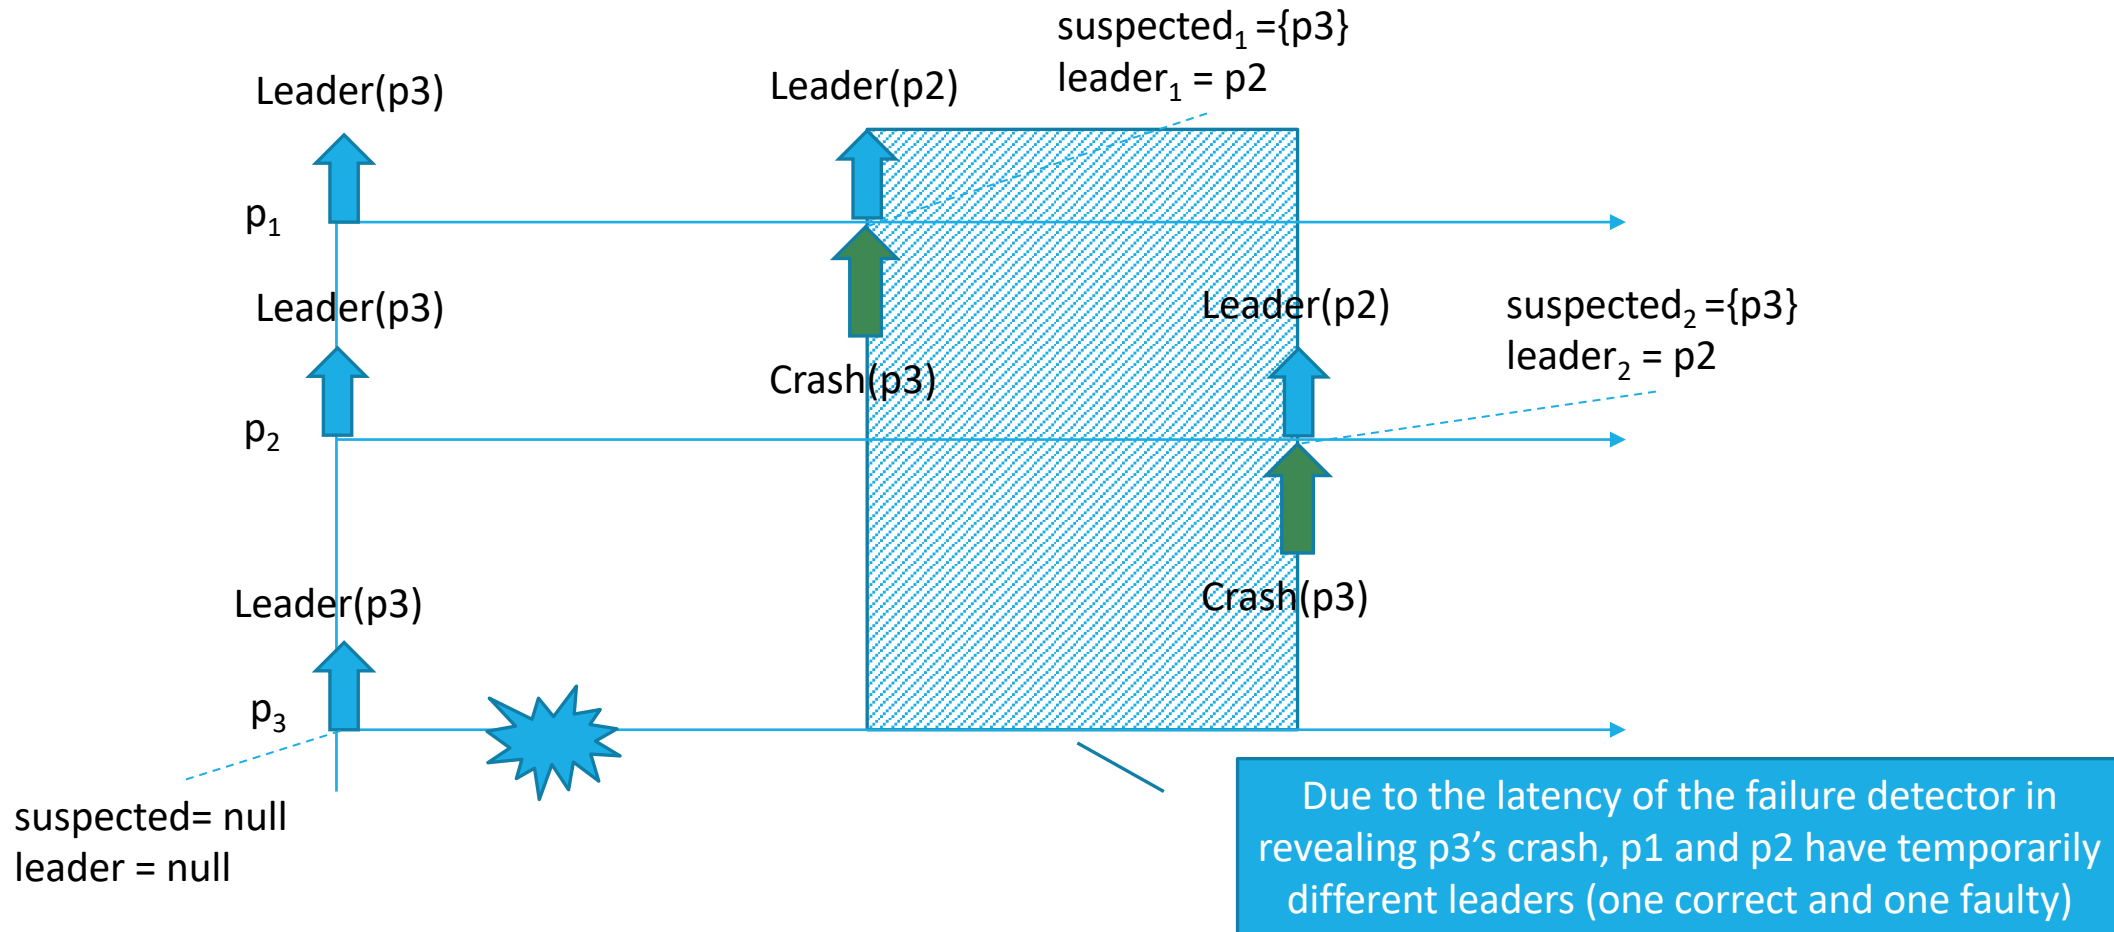 suspected₁ ={p3}
leader₁ = p2
Leader(p3)
Leader(p2)
p₁
Leader(p3)
Leader(p2)
suspected₂ ={p3}
leader₂ = p2
Crash(p3)
p₂
Leader(p3)
Crash(p3)
p₃
suspected= null
leader = null
Due to the latency of the failure detector in
revealing p3’s crash, p1 and p2 have temporarily
different leaders (one correct and one faulty)